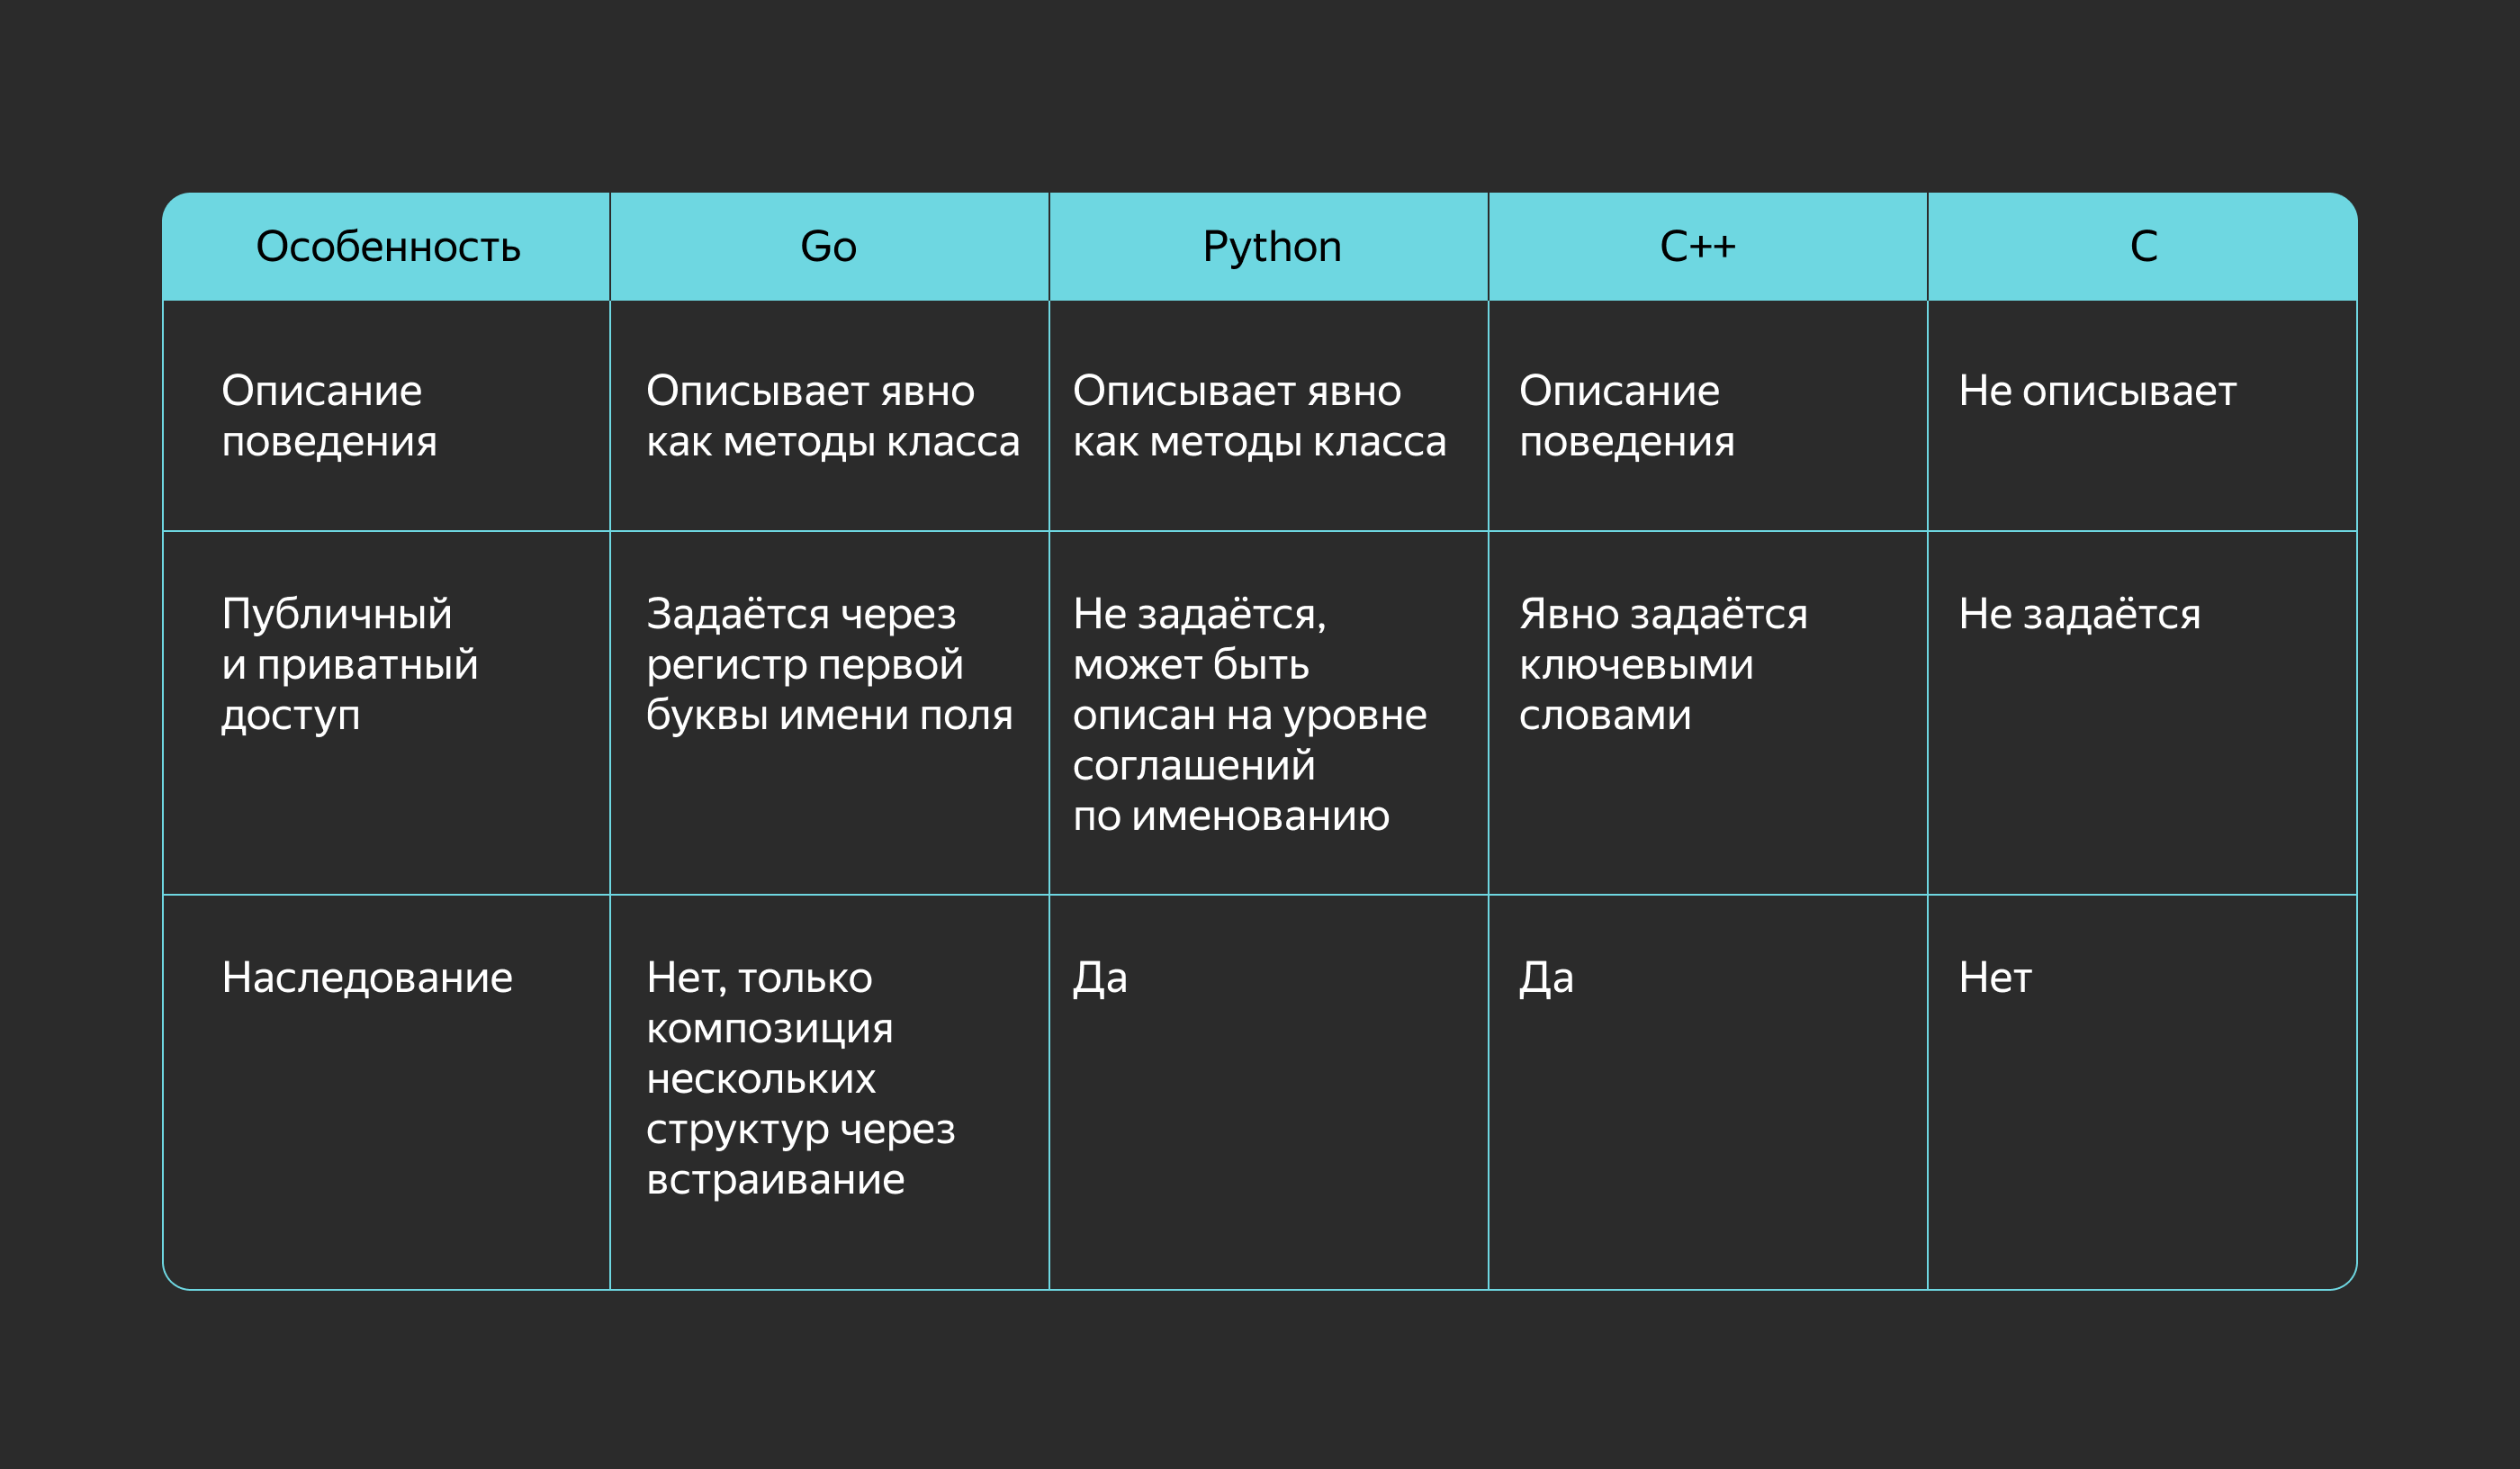 Особенность
Go
Python
C++
C
Описание
поведения
Описывает явно
как методы класса
Описывает явно
как методы класса
Описание
поведения
Не описывает
Публичный
и приватный
доступ
Задаётся через
регистр первой
буквы имени поля
Не задаётся,
может быть
описан на уровне
соглашений
по именованию
Явно задаётся
ключевыми
словами
Не задаётся
Наследование
Нет, только
композиция
нескольких
структур через
встраивание
Да
Да
Нет